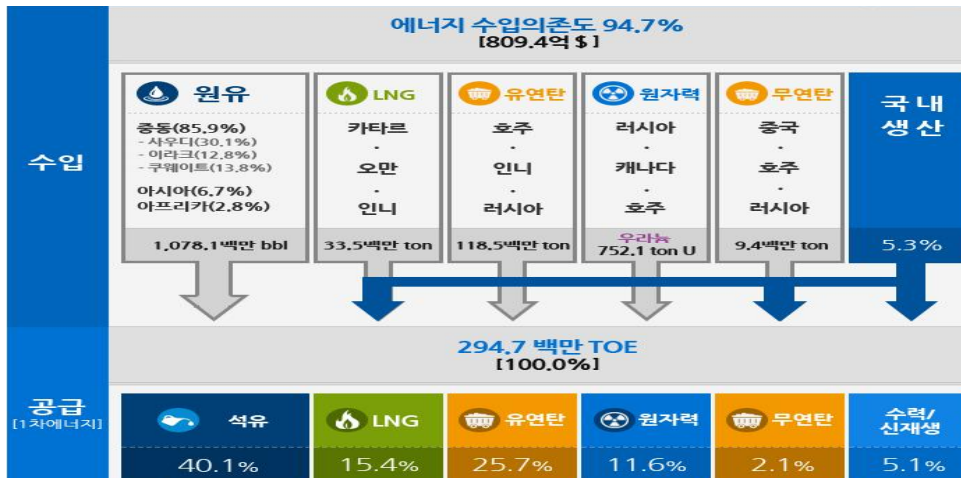 에너지 수입의존도 94.7%
[809.4억 $]
수입
원유
중동(85.9%)
- 사우디(30.1%)
- 이라크(12.8%)
- 쿠웨이트(13.8%)
아시아(6.7%)
아프리카(2.8%)
1,078.1백만 bbl
LNG
카타르
·
오만
·
인니
33.5백만 ton
유연탄
호주
·
인니
·
러시아
118.5백만 ton
원자력
러시아
·
캐나다
·
호주
우라늄
752.1 ton U
무연탄
중국
·
호주
·
러시아
9.4백만 ton
국 내
생 산
5.3%
294.7 백만 TOE
[100.0%]
공급
[1차에너지]
석유
40.1%
LNG
15.4%
유연탄
25.7%
원자력
11.6%
무연탄
2.1%
수력/
신재생
5.1%